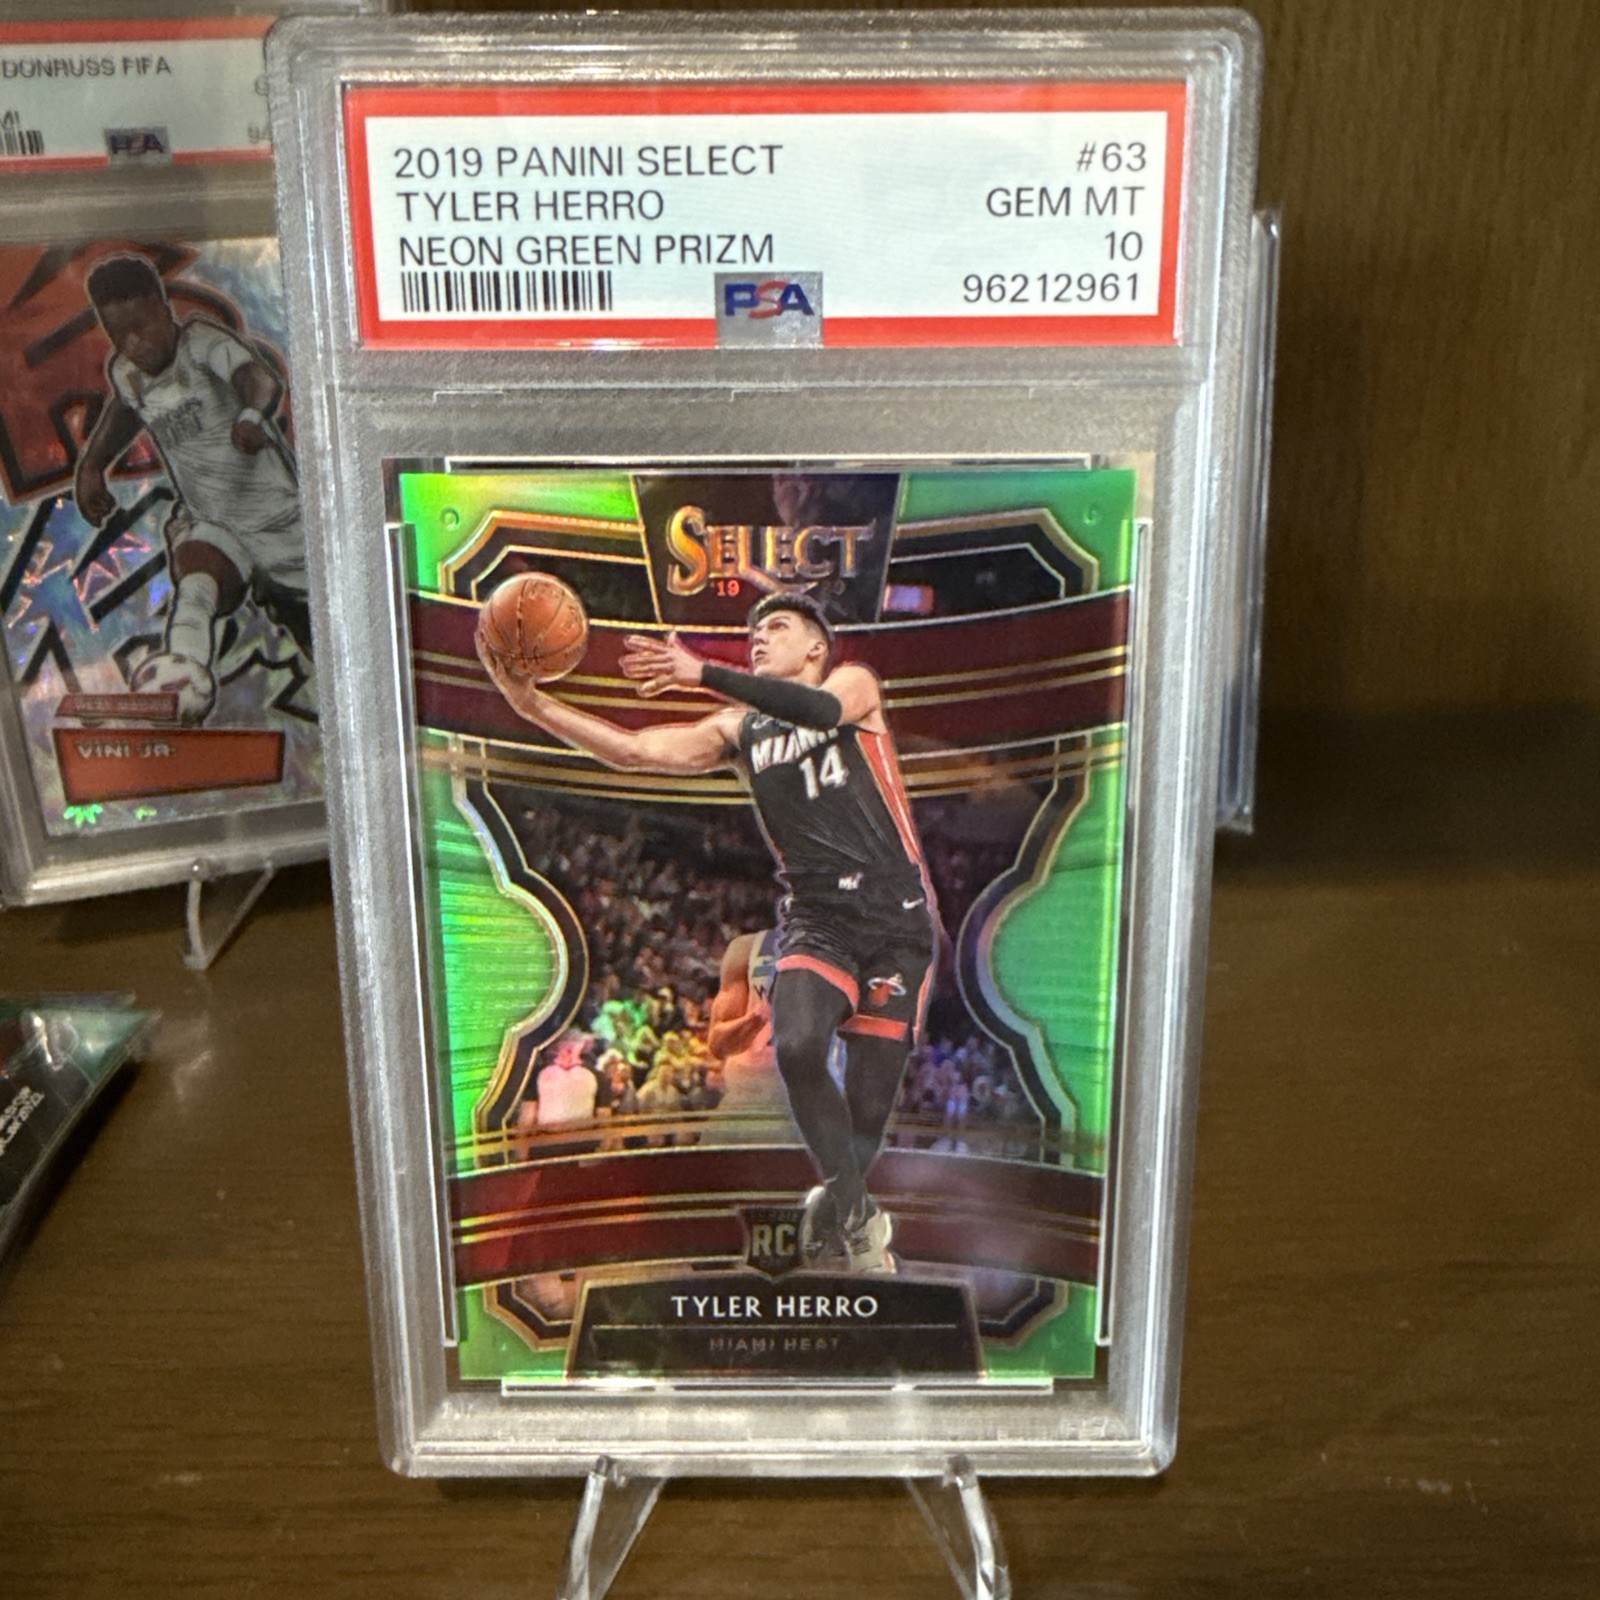 DONRUSS FIFA
PSA
VINI JR.
2019 PANINI SELECT #63
TYLER HERRO GEM MT
NEON GREEN PRIZM 10
PSA 96212961
SELECT
'19
MIAMI
14
RC
TYLER HERRO
MIAMI HEAT